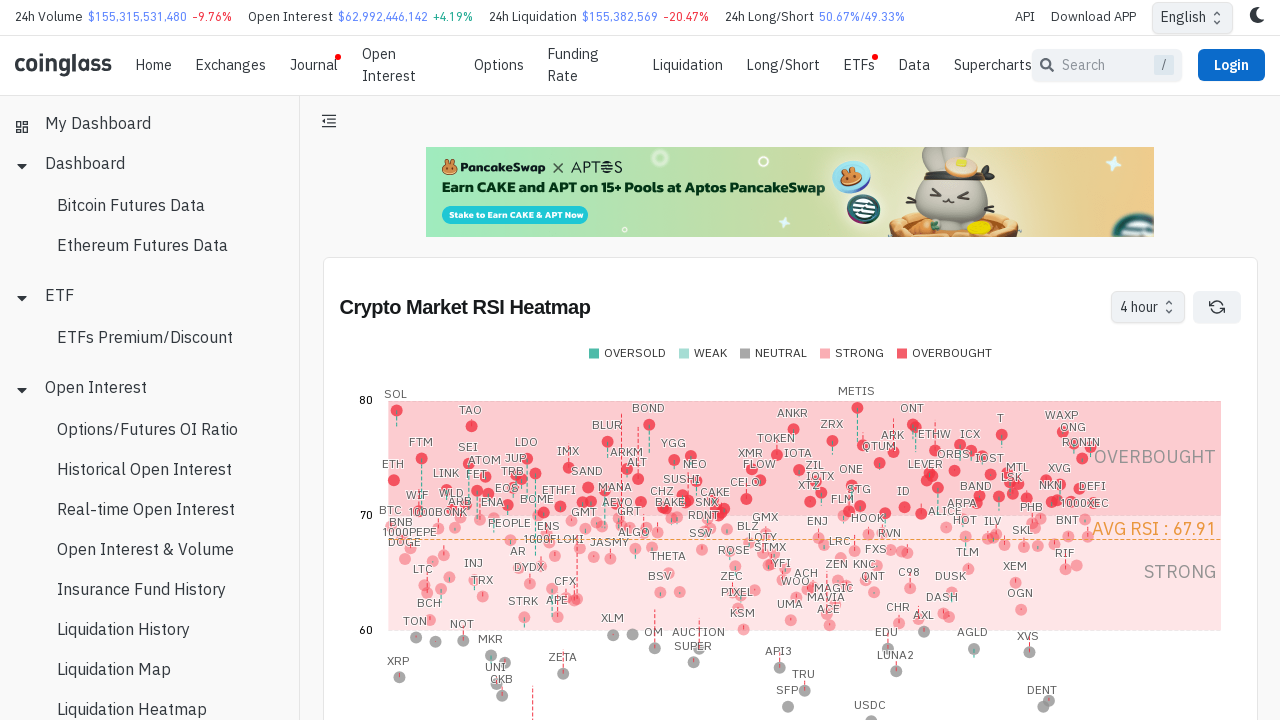 24h Volume $155,315,531,480 -9.76% Open Interest $62,992,446,142 +4.19% 24h Liquidation $155,382,569 -20.47% 24h Long/Short 50.67%/49.33% API Download APP English
coinglass Home Exchanges Journal Open Interest Options Funding Rate Liquidation Long/Short ETFs Data Supercharts Search / Login
My Dashboard
Dashboard
Bitcoin Futures Data
Ethereum Futures Data
ETF
ETFs Premium/Discount
Open Interest
Options/Futures OI Ratio
Historical Open Interest
Real-time Open Interest
Open Interest & Volume
Insurance Fund History
Liquidation History
Liquidation Map
Liquidation Heatmap
PancakeSwap X APTOS
Earn CAKE and APT on 15+ Pools at Aptos PancakeSwap
Stake to Earn CAKE & APT Now
Crypto Market RSI Heatmap
4 hour
OVERSOLD WEAK NEUTRAL STRONG OVERBOUGHT
SOL METIS
80
TAO BOND ANKR ONT WAXP
BLUR ZRX T ONG
FTM SEI LDO IMX ARKM YGG TOKEN ARK ETHW ICX RONIN
OVERBOUGHT
ETH LINK ATOM JUP ALT NEO XMR IOTA QTUM ORBS IOST
FET TRB SAND SUSHI FLOW ZIL ONE LEVER MTL XVG
WIF WLD EOS ETHFI MANA CHZ CAKE CELO XTZ IOTX STG ID BAND LSK NKN DEFI
ARB ENA BOME AEVO BAKE SNX FLM ARPA 1000XEC
BTC 1000BONK GMT GRT RDNT GMX HOOK ALICE PHB
70
BNB PEOPLE ENS BLZ ENJ HOT ILV BNT
AVG RSI : 67.91
1000PEPE 1000FLOKI ALGO SSV LQTY RVN SKL
DOGE AR JASMY ROSE STMX LRC FXS TLM RIF
THETA
LTC INJ DYDX YFI ZEN KNC XEM
STRONG
TRX CFX BSV ZEC WOO ACH QNT C98 DUSK
BCH STRK APE PIXEL UMA MAVIA MAGIC DASH OGN
TON NOT XLM KSM ACE CHR AXL
60
MKR OM AUCTION EDU AGLD XVS
XRP UNI ZETA SUPER API3 LUNA2
CKB TRU
SFP DENT
USDC